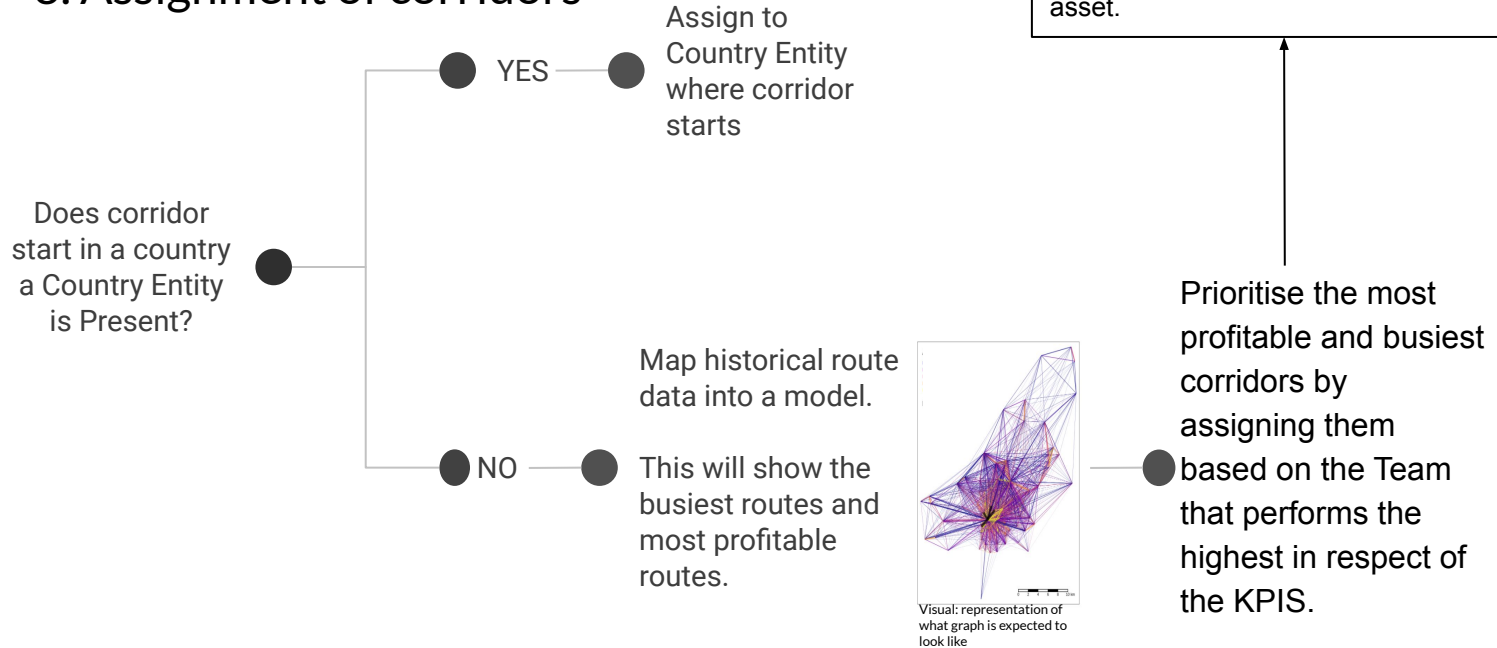 Assignment of corridors
asset.
Assign to
Country Entity
where corridor
starts
YES
Does corridor
start in a country
a Country Entity
is Present?
NO
Map historical route
data into a model.
This will show the
busiest routes and
most profitable
routes.
Visual: representation of
what graph is expected to
look like
Prioritise the most
profitable and busiest
corridors by
assigning them
based on the Team
that performs the
highest in respect of
the KPIS.